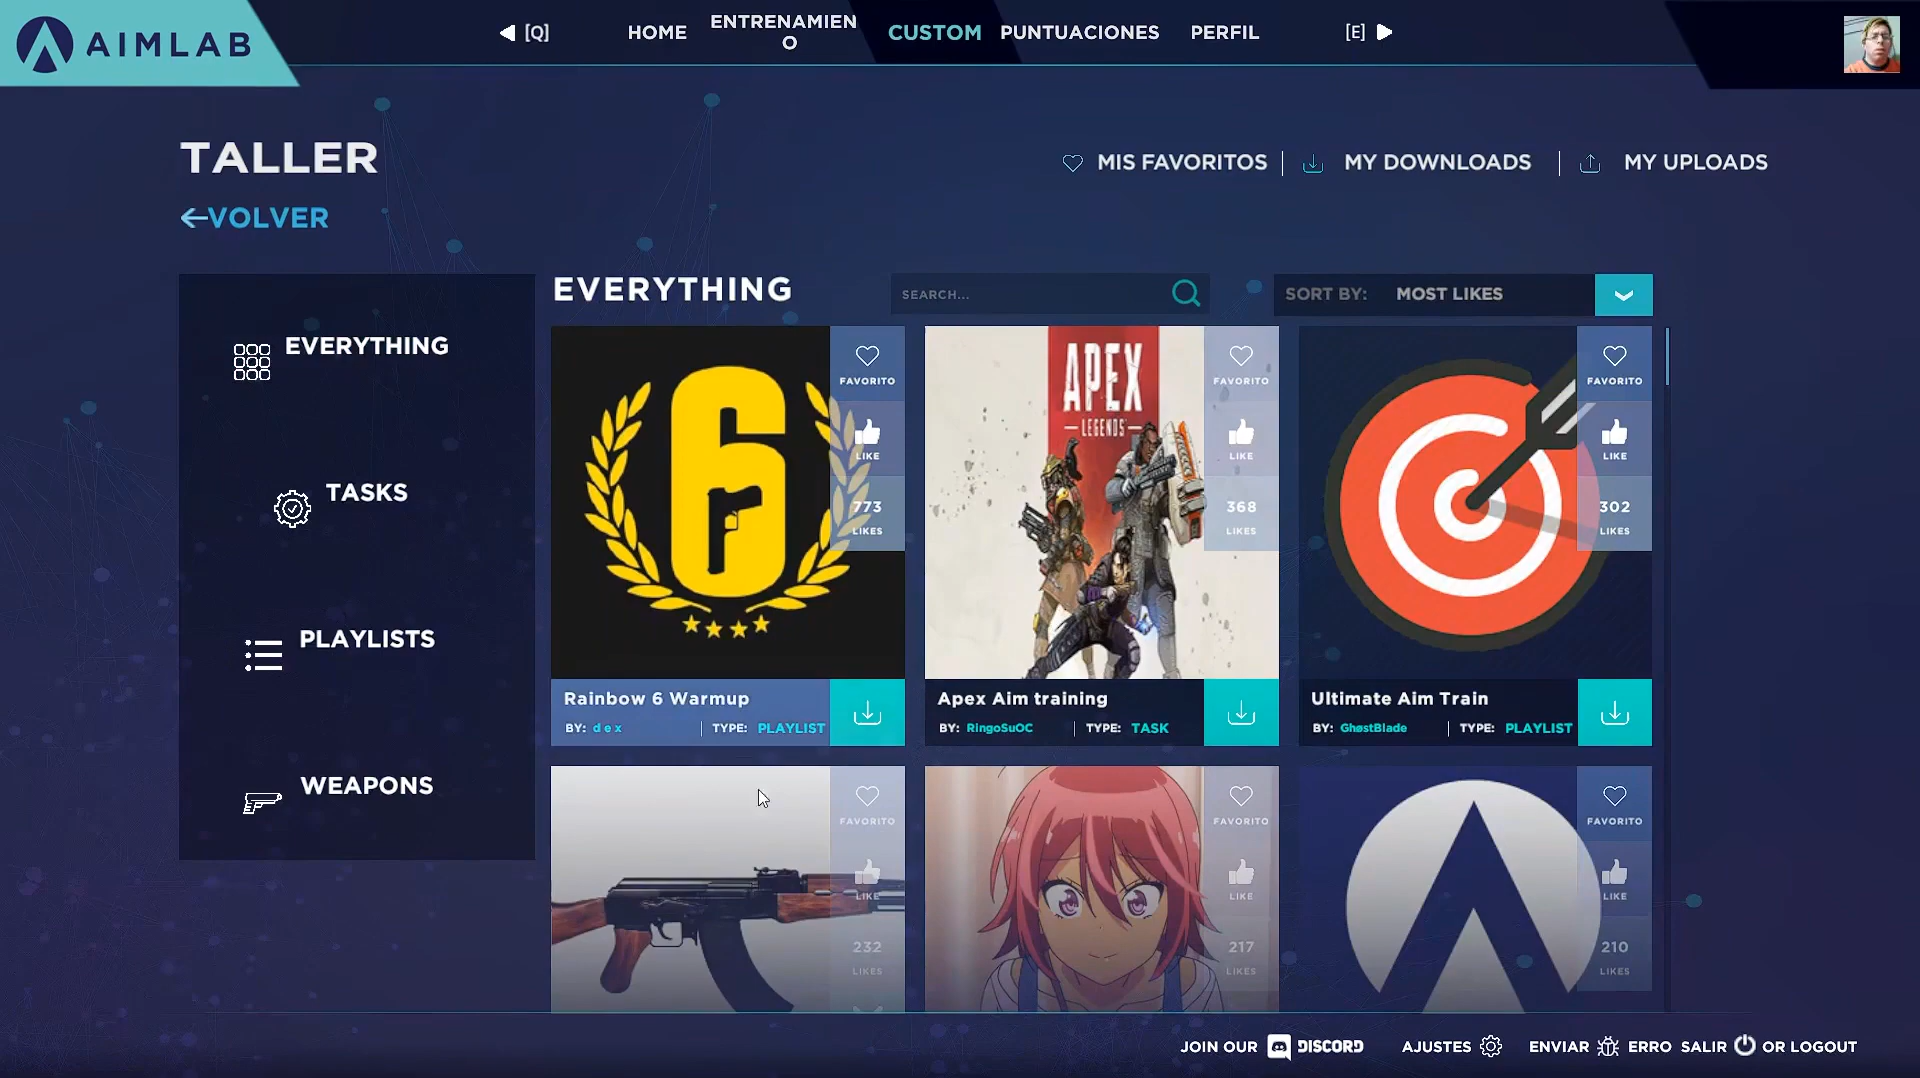 AIMLAB
[Q]
HOME
ENTRENAMIEN
O
CUSTOM
PUNTUACIONES
PERFIL
[E]
TALLER
MIS FAVORITOS
MY DOWNLOADS
MY UPLOADS
VOLVER
EVERYTHING
TASKS
PLAYLISTS
WEAPONS
EVERYTHING
SEARCH...
SORT BY: MOST LIKES
6
FAVORITO
LIKE
773
LIKES
Rainbow 6 Warmup
BY: d e x
TYPE: PLAYLIST
APEX
LEGENDS
FAVORITO
LIKE
368
LIKES
Apex Aim training
BY: RingoSuOC
TYPE: TASK
FAVORITO
LIKE
302
LIKES
Ultimate Aim Train
BY: GhøstBlade
TYPE: PLAYLIST
FAVORITO
LIKE
232
LIKES
FAVORITO
LIKE
217
LIKES
FAVORITO
LIKE
210
LIKES
JOIN OUR DISCORD
AJUSTES
ENVIAR ERRO
SALIR OR LOGOUT